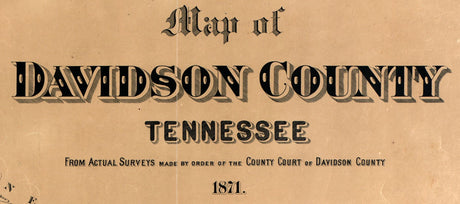 Map of
DAVIDSON COUNTY
TENNESSEE
FROM ACTUAL SURVEYS MADE BY ORDER OF THE COUNTY COURT OF DAVIDSON COUNTY
1871.
N
E